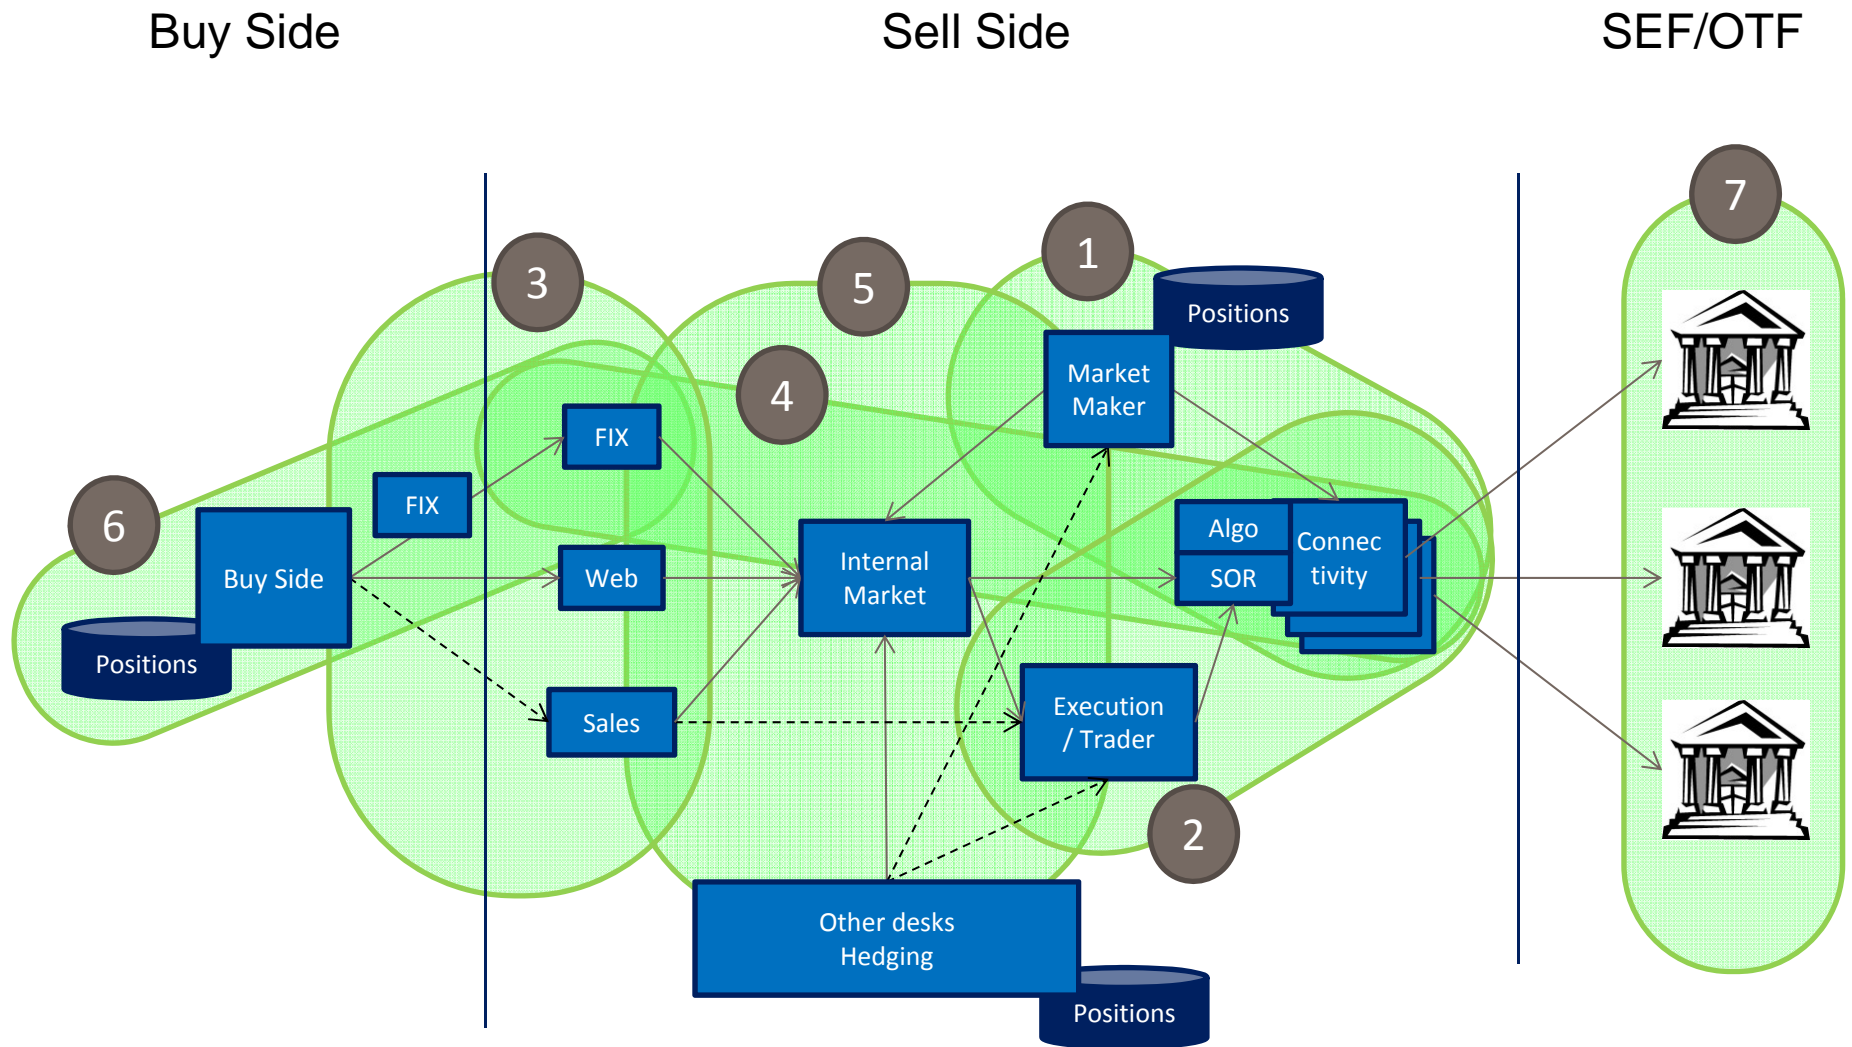 Buy Side
Sell Side
SEF/OTF
7
1
3
5
Positions
Market
Maker
4
FIX
FIX
6
Algo
Connec
tivity
SOR
Buy Side
Web
Internal
Market
Positions
Sales
Execution
/ Trader
2
Other desks
Hedging
Positions